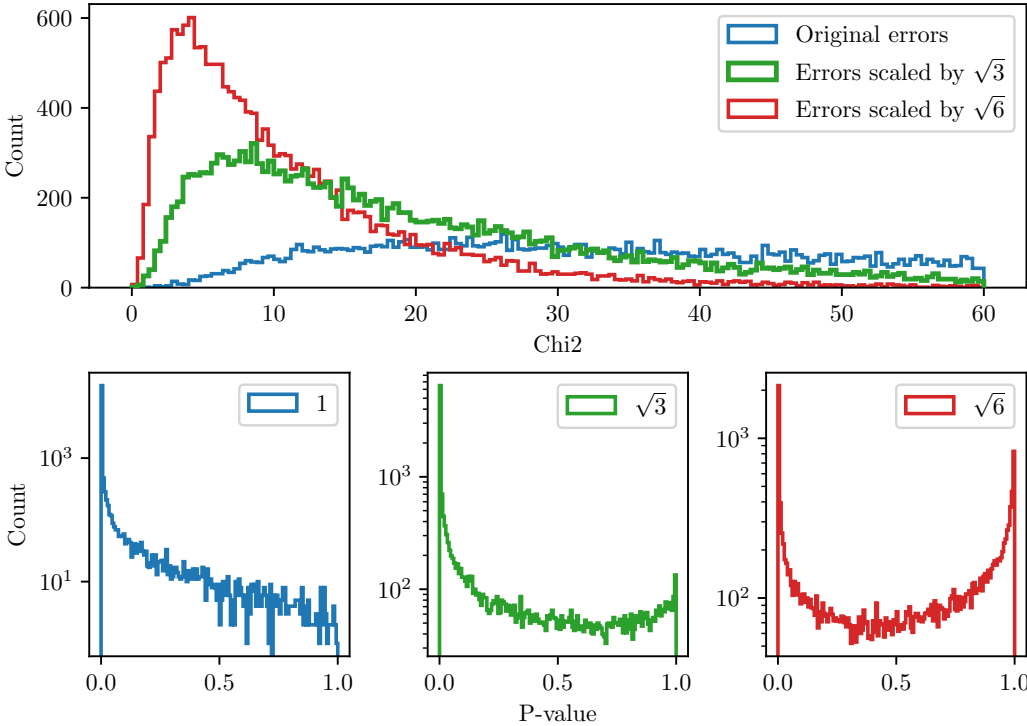 600
400
200
0
Count
Original errors
Errors scaled by √3
Errors scaled by √6
0 10 20 30 40 50 60
Chi2
10³
10¹
Count
1
0.0 0.5 1.0
10³
10²
√3
0.0 0.5 1.0
10³
10²
√6
0.0 0.5 1.0
P-value